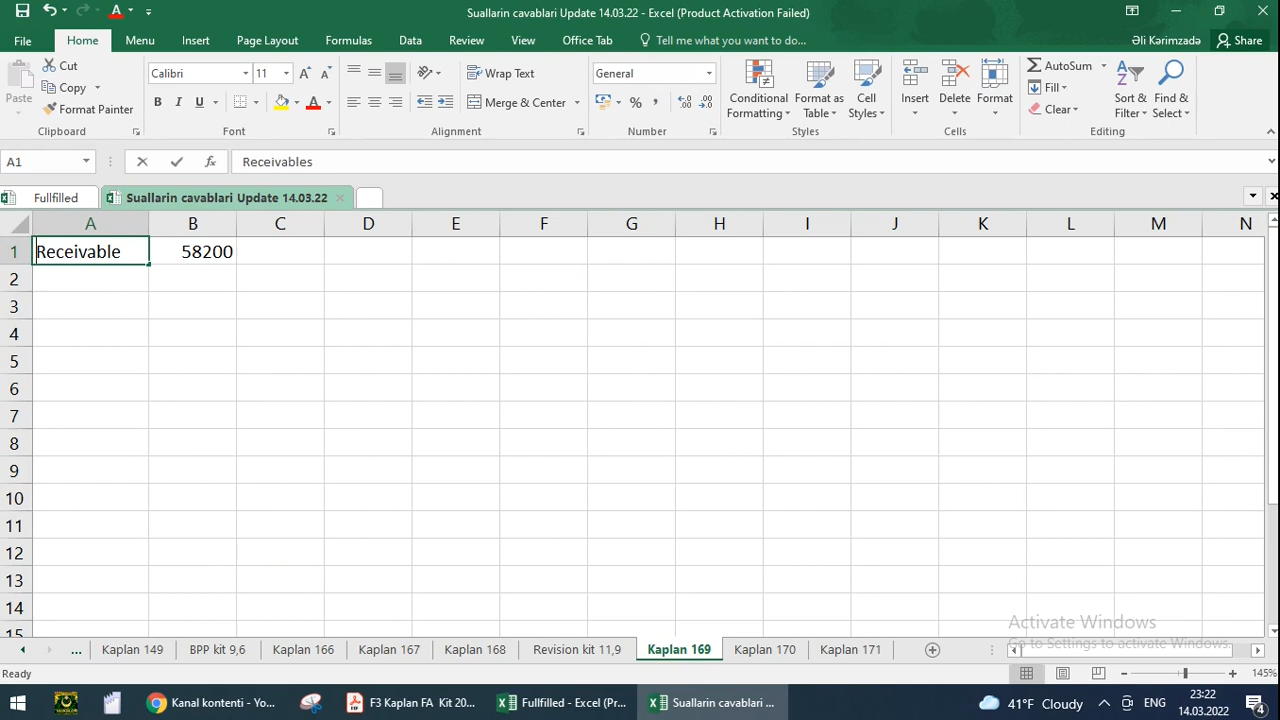 Suallarin cavablari Update 14.03.22 - Excel (Product Activation Failed)
File Home Menu Insert Page Layout Formulas Data Review View Office Tab Tell me what you want to do... Əli Kərimzadə Share
Paste
Cut
Copy
Format Painter
Clipboard
Calibri 11
B I U
Font
Wrap Text
Merge & Center
Alignment
General
Number
Conditional Formatting
Format as Table
Cell Styles
Styles
Insert Delete Format
Cells
AutoSum
Fill
Clear
Sort & Filter
Find & Select
Editing
A1 fx Receivables
Fullfilled Suallarin cavablari Update 14.03.22
A B C D E F G H I J K L M N
1 Receivable 58200
2
3
4
5
6
7
8
9
10
11
12
13
14
15
Activate Windows
Go to Settings to activate Windows.
... Kaplan 149 BPP kit 9,6 Kaplan 166 Kaplan 167 Kaplan 168 Revision kit 11,9 Kaplan 169 Kaplan 170 Kaplan 171
Ready 145%
Kanal kontenti - Yo... F3 Kaplan FA Kit 20... Fullfilled - Excel (Pr... Suallarin cavablari ... 41°F Cloudy ENG 23:22 4
14.03.2022